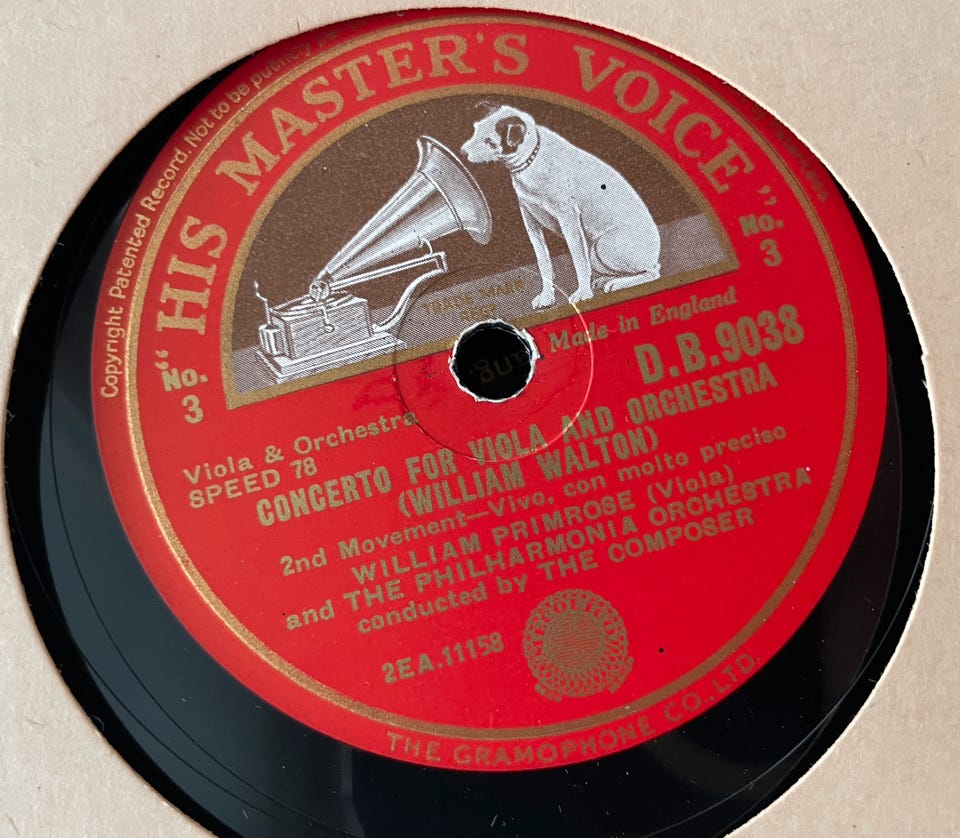 Copyright Patented Record. Not to be publicly
"HIS MASTER'S VOICE"
No.
3
No.
3
TRADE MARK
Made in England
D.B.9038
Viola & Orchestra
SPEED 78
CONCERTO FOR VIOLA AND ORCHESTRA
(WILLIAM WALTON)
2nd Movement—Vivo, con molto preciso
WILLIAM PRIMROSE (Viola)
and THE PHILHARMONIA ORCHESTRA
conducted by THE COMPOSER
2EA.11158
THE GRAMOPHONE CO., LTD.